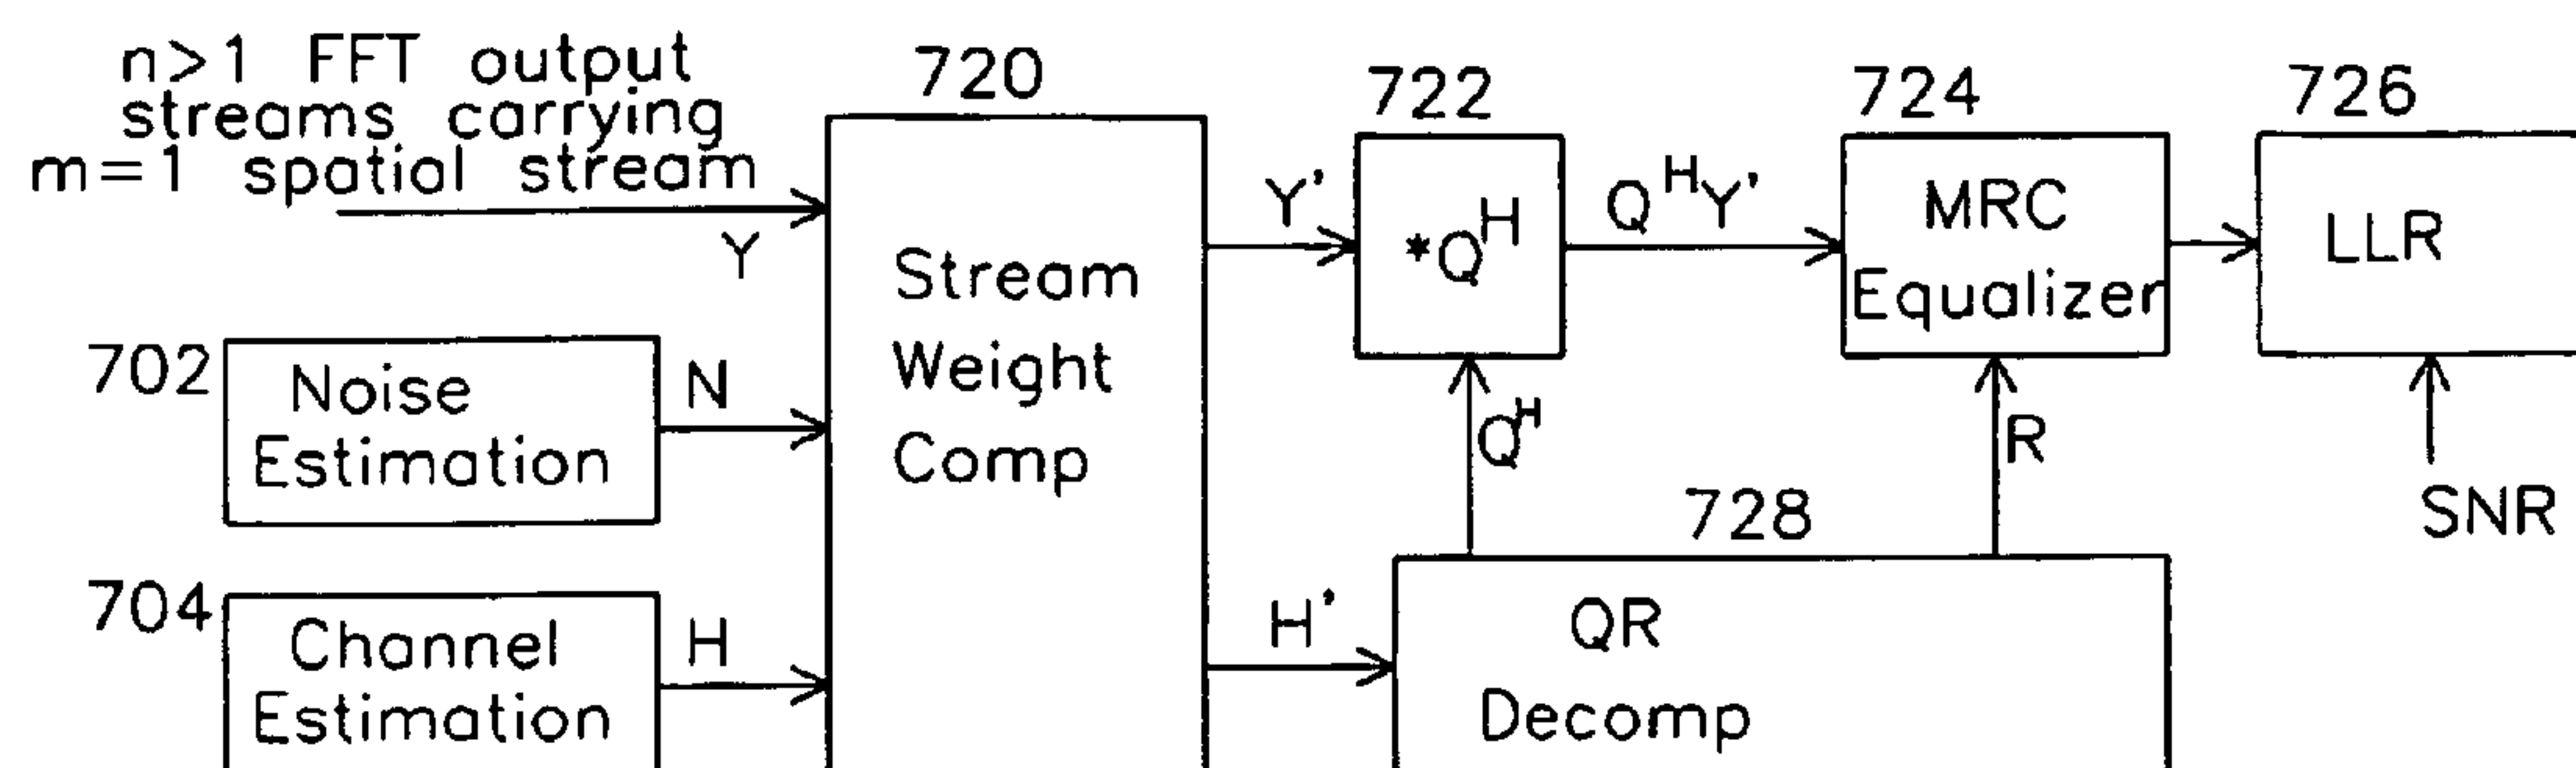 n>1 FFT output
streams carrying
m=1 spatial stream
Y
720
Stream
Weight
Comp
702
Noise
Estimation
N
704
Channel
Estimation
H
Y'
722
*Q^H
Q^HY'
724
MRC
Equalizer
726
LLR
Q^H
R
SNR
728
H'
QR
Decomp